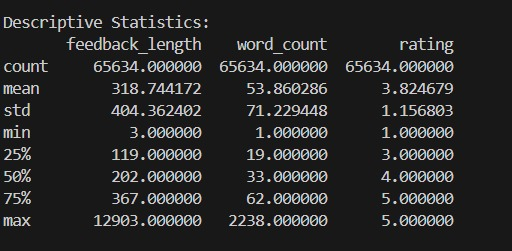 Descriptive Statistics:
feedback_length word_count rating
count 65634.000000 65634.000000 65634.000000
mean 318.744172 53.860286 3.824679
std 404.362402 71.229448 1.156803
min 3.000000 1.000000 1.000000
25% 119.000000 19.000000 3.000000
50% 202.000000 33.000000 4.000000
75% 367.000000 62.000000 5.000000
max 12903.000000 2238.000000 5.000000